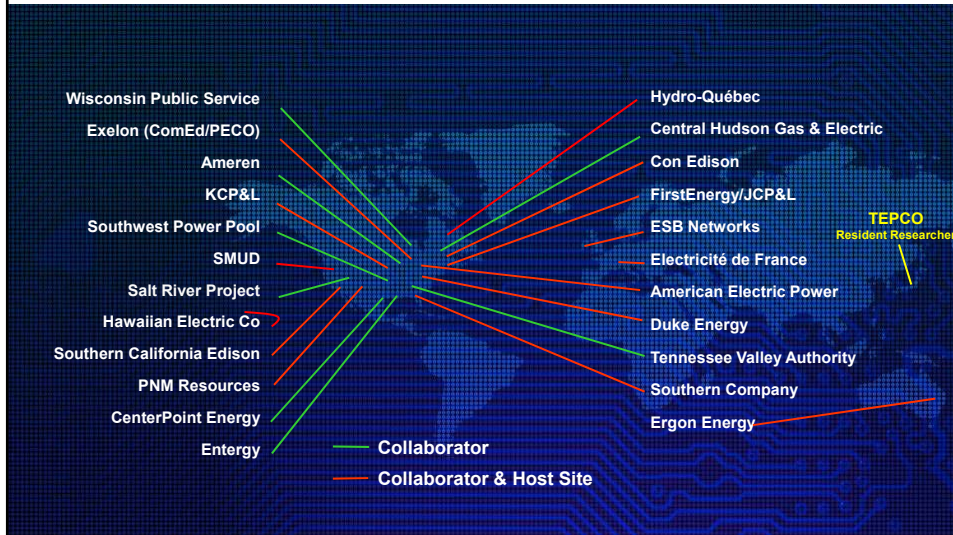 Wisconsin Public Service
Exelon (ComEd/PECO)
Ameren
KCP&L
Southwest Power Pool
SMUD
Salt River Project
Hawaiian Electric Co
Southern California Edison
PNM Resources
CenterPoint Energy
Entergy
Hydro-Québec
Central Hudson Gas & Electric
Con Edison
FirstEnergy/JCP&L
ESB Networks
Electricité de France
American Electric Power
Duke Energy
Tennessee Valley Authority
Southern Company
Ergon Energy
TEPCO
Resident Researcher
Collaborator
Collaborator & Host Site